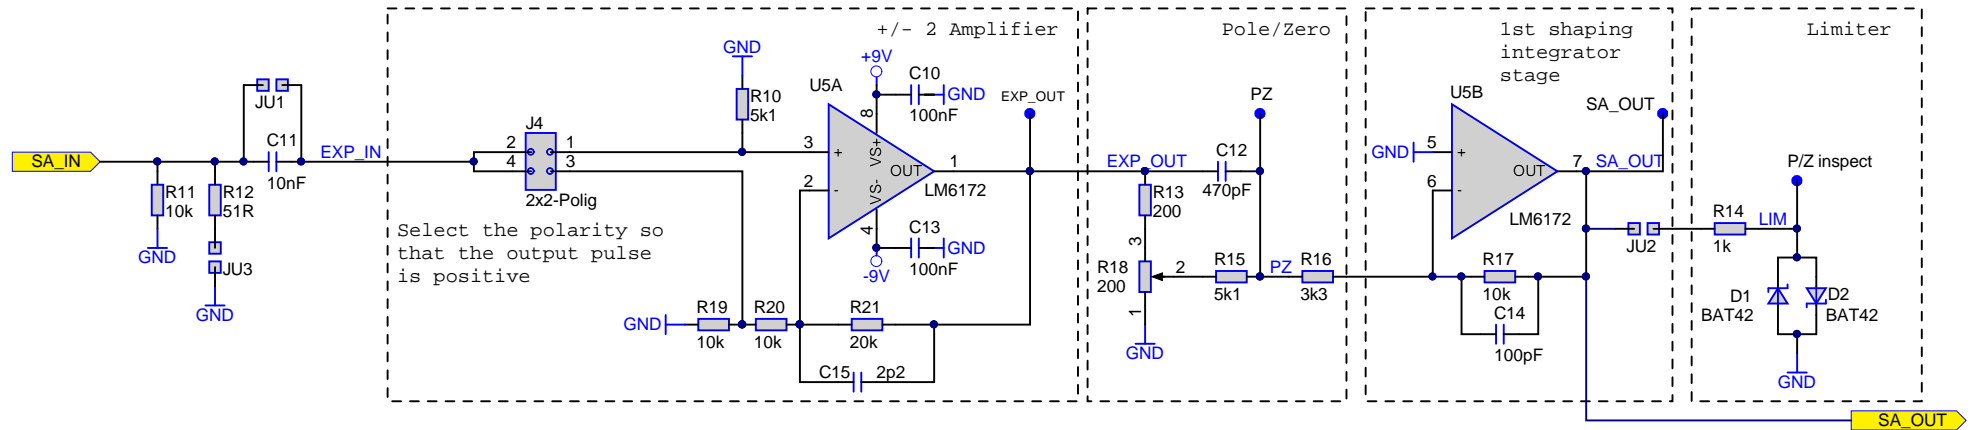 +/- 2 Amplifier
Pole/Zero
1st shaping
integrator
stage
Limiter
SA_IN
R11
10k
GND
R12
51R
JU3
GND
JU1
C11
10nF
EXP_IN
J4
2
4
1
3
2x2-Polig
Select the polarity so
that the output pulse
is positive
GND
R10
5k1
U5A
+9V
C10
GND
100nF
8
VS+
3
+
2
-
OUT
1
VS-
4
LM6172
C13
GND
100nF
-9V
EXP_OUT
GND
R19
10k
R20
10k
R21
20k
C15
2p2
EXP_OUT
C12
470pF
PZ
R13
200
3
R18
200
2
1
GND
R15
5k1
PZ
R16
3k3
U5B
GND
5
+
6
-
OUT
7
LM6172
SA_OUT
SA_OUT
R17
10k
C14
100pF
JU2
R14
1k
LIM
P/Z inspect
D1
BAT42
D2
BAT42
GND
SA_OUT